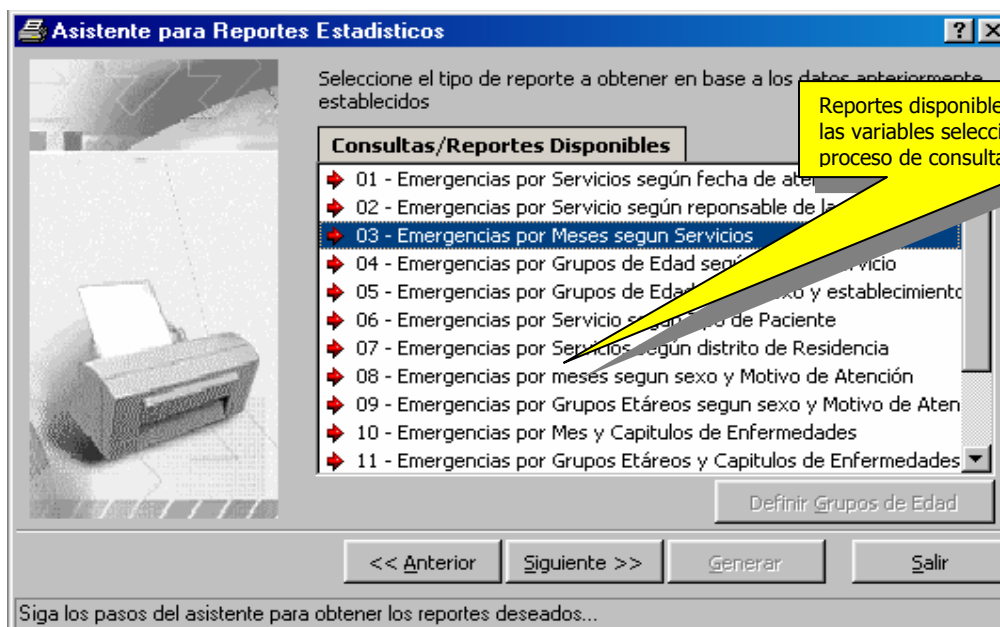 Asistente para Reportes Estadisticos
Seleccione el tipo de reporte a obtener en base a los datos anteriormente
establecidos
Reportes disponible
las variables selecci
proceso de consulta
Consultas/Reportes Disponibles
01 - Emergencias por Servicios según fecha de
02 - Emergencias por Servicio según reponsable de
03 - Emergencias por Meses segun Servicios
04 - Emergencias por Grupos de Edad
05 - Emergencias por Grupos de y establecimiento
06 - Emergencias por Servicio de Paciente
07 - Emergencias por Servicios según distrito de Residencia
08 - Emergencias por meses segun sexo y Motivo de Atención
09 - Emergencias por Grupos Etáreos segun sexo y Motivo de Aten
10 - Emergencias por Mes y Capitulos de Enfermedades
11 - Emergencias por Grupos Etáreos y Capitulos de Enfermedades
Definir Grupos de Edad
<< Anterior Siguiente >> Generar Salir
Siga los pasos del asistente para obtener los reportes deseados...